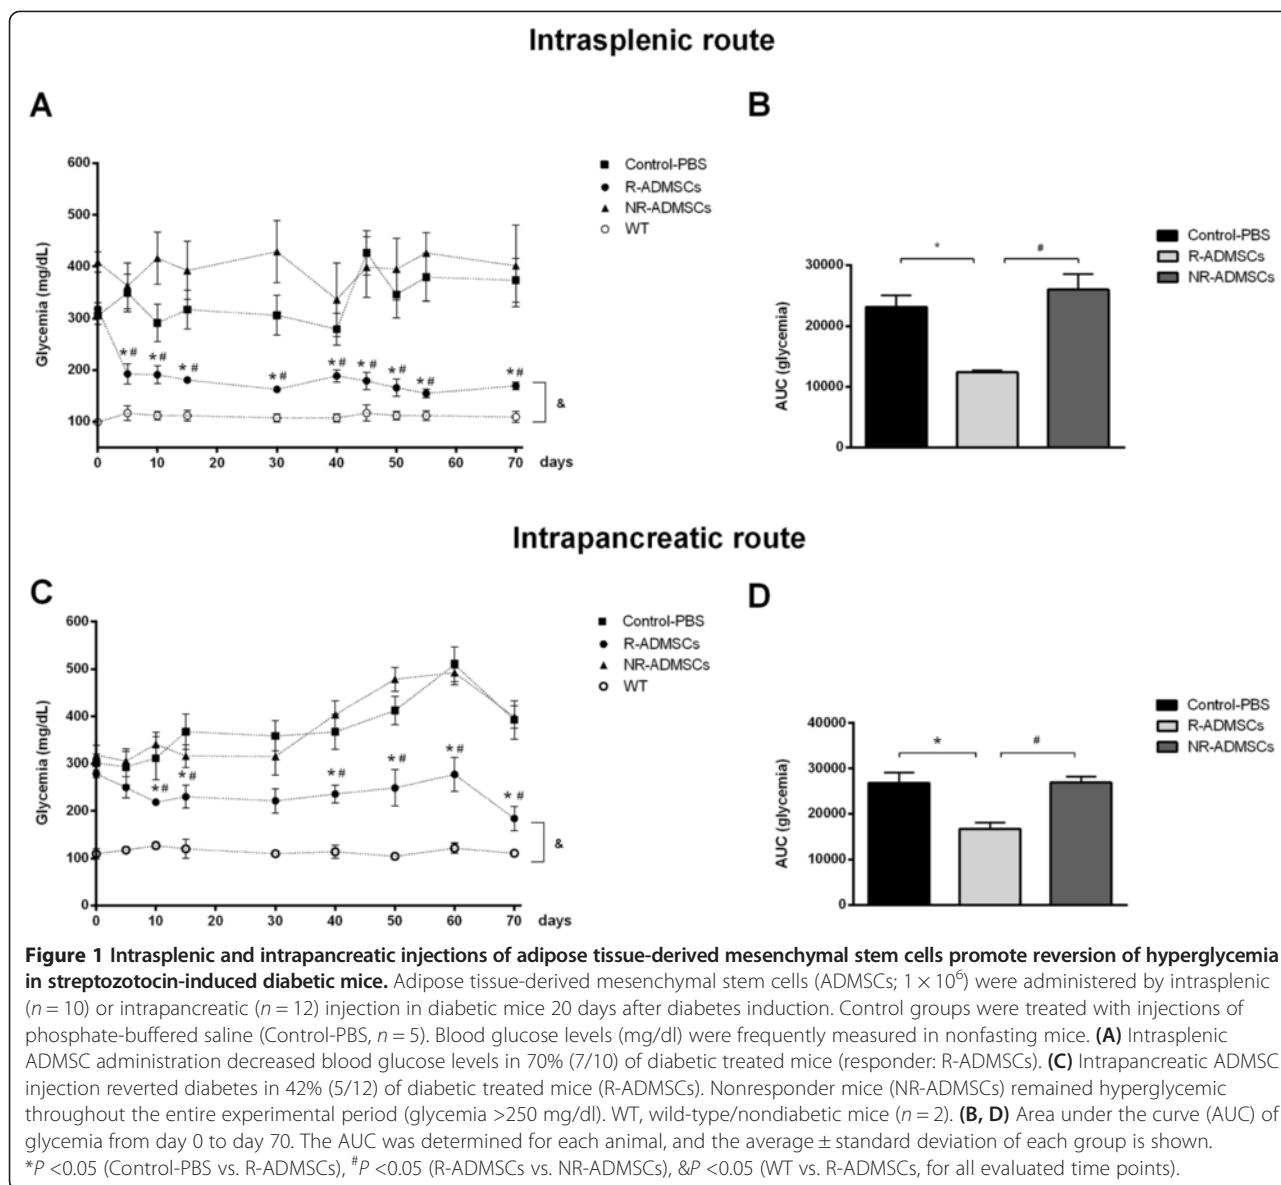 Intrasplenic route
A
B
600
500
400
300
200
100
Glycemia (mg/dL)
Control-PBS
R-ADMSCs
NR-ADMSCs
WT
*# *# *# *# *# *# *# *# *#
&
0 10 20 30 40 50 60 70 days
30000
20000
10000
0
AUC (glycemia)
* #
Control-PBS
R-ADMSCs
NR-ADMSCs
Intrapancreatic route
C
D
600
500
400
300
200
100
0
Glycemia (mg/dL)
Control-PBS
R-ADMSCs
NR-ADMSCs
WT
*# *# *# *# *# *#
&
0 10 20 30 40 50 60 70 days
40000
30000
20000
10000
0
AUC (glycemia)
* #
Control-PBS
R-ADMSCs
NR-ADMSCs
Figure 1 Intrasplenic and intrapancreatic injections of adipose tissue-derived mesenchymal stem cells promote reversion of hyperglycemia
in streptozotocin-induced diabetic mice. Adipose tissue-derived mesenchymal stem cells (ADMSCs; 1 × 10⁶) were administered by intrasplenic
(n = 10) or intrapancreatic (n = 12) injection in diabetic mice 20 days after diabetes induction. Control groups were treated with injections of
phosphate-buffered saline (Control-PBS, n = 5). Blood glucose levels (mg/dl) were frequently measured in nonfasting mice. (A) Intrasplenic
ADMSC administration decreased blood glucose levels in 70% (7/10) of diabetic treated mice (responder: R-ADMSCs). (C) Intrapancreatic ADMSC
injection reverted diabetes in 42% (5/12) of diabetic treated mice (R-ADMSCs). Nonresponder mice (NR-ADMSCs) remained hyperglycemic
throughout the entire experimental period (glycemia >250 mg/dl). WT, wild-type/nondiabetic mice (n = 2). (B, D) Area under the curve (AUC) of
glycemia from day 0 to day 70. The AUC was determined for each animal, and the average ± standard deviation of each group is shown.
*P <0.05 (Control-PBS vs. R-ADMSCs), #P <0.05 (R-ADMSCs vs. NR-ADMSCs), &P <0.05 (WT vs. R-ADMSCs, for all evaluated time points).